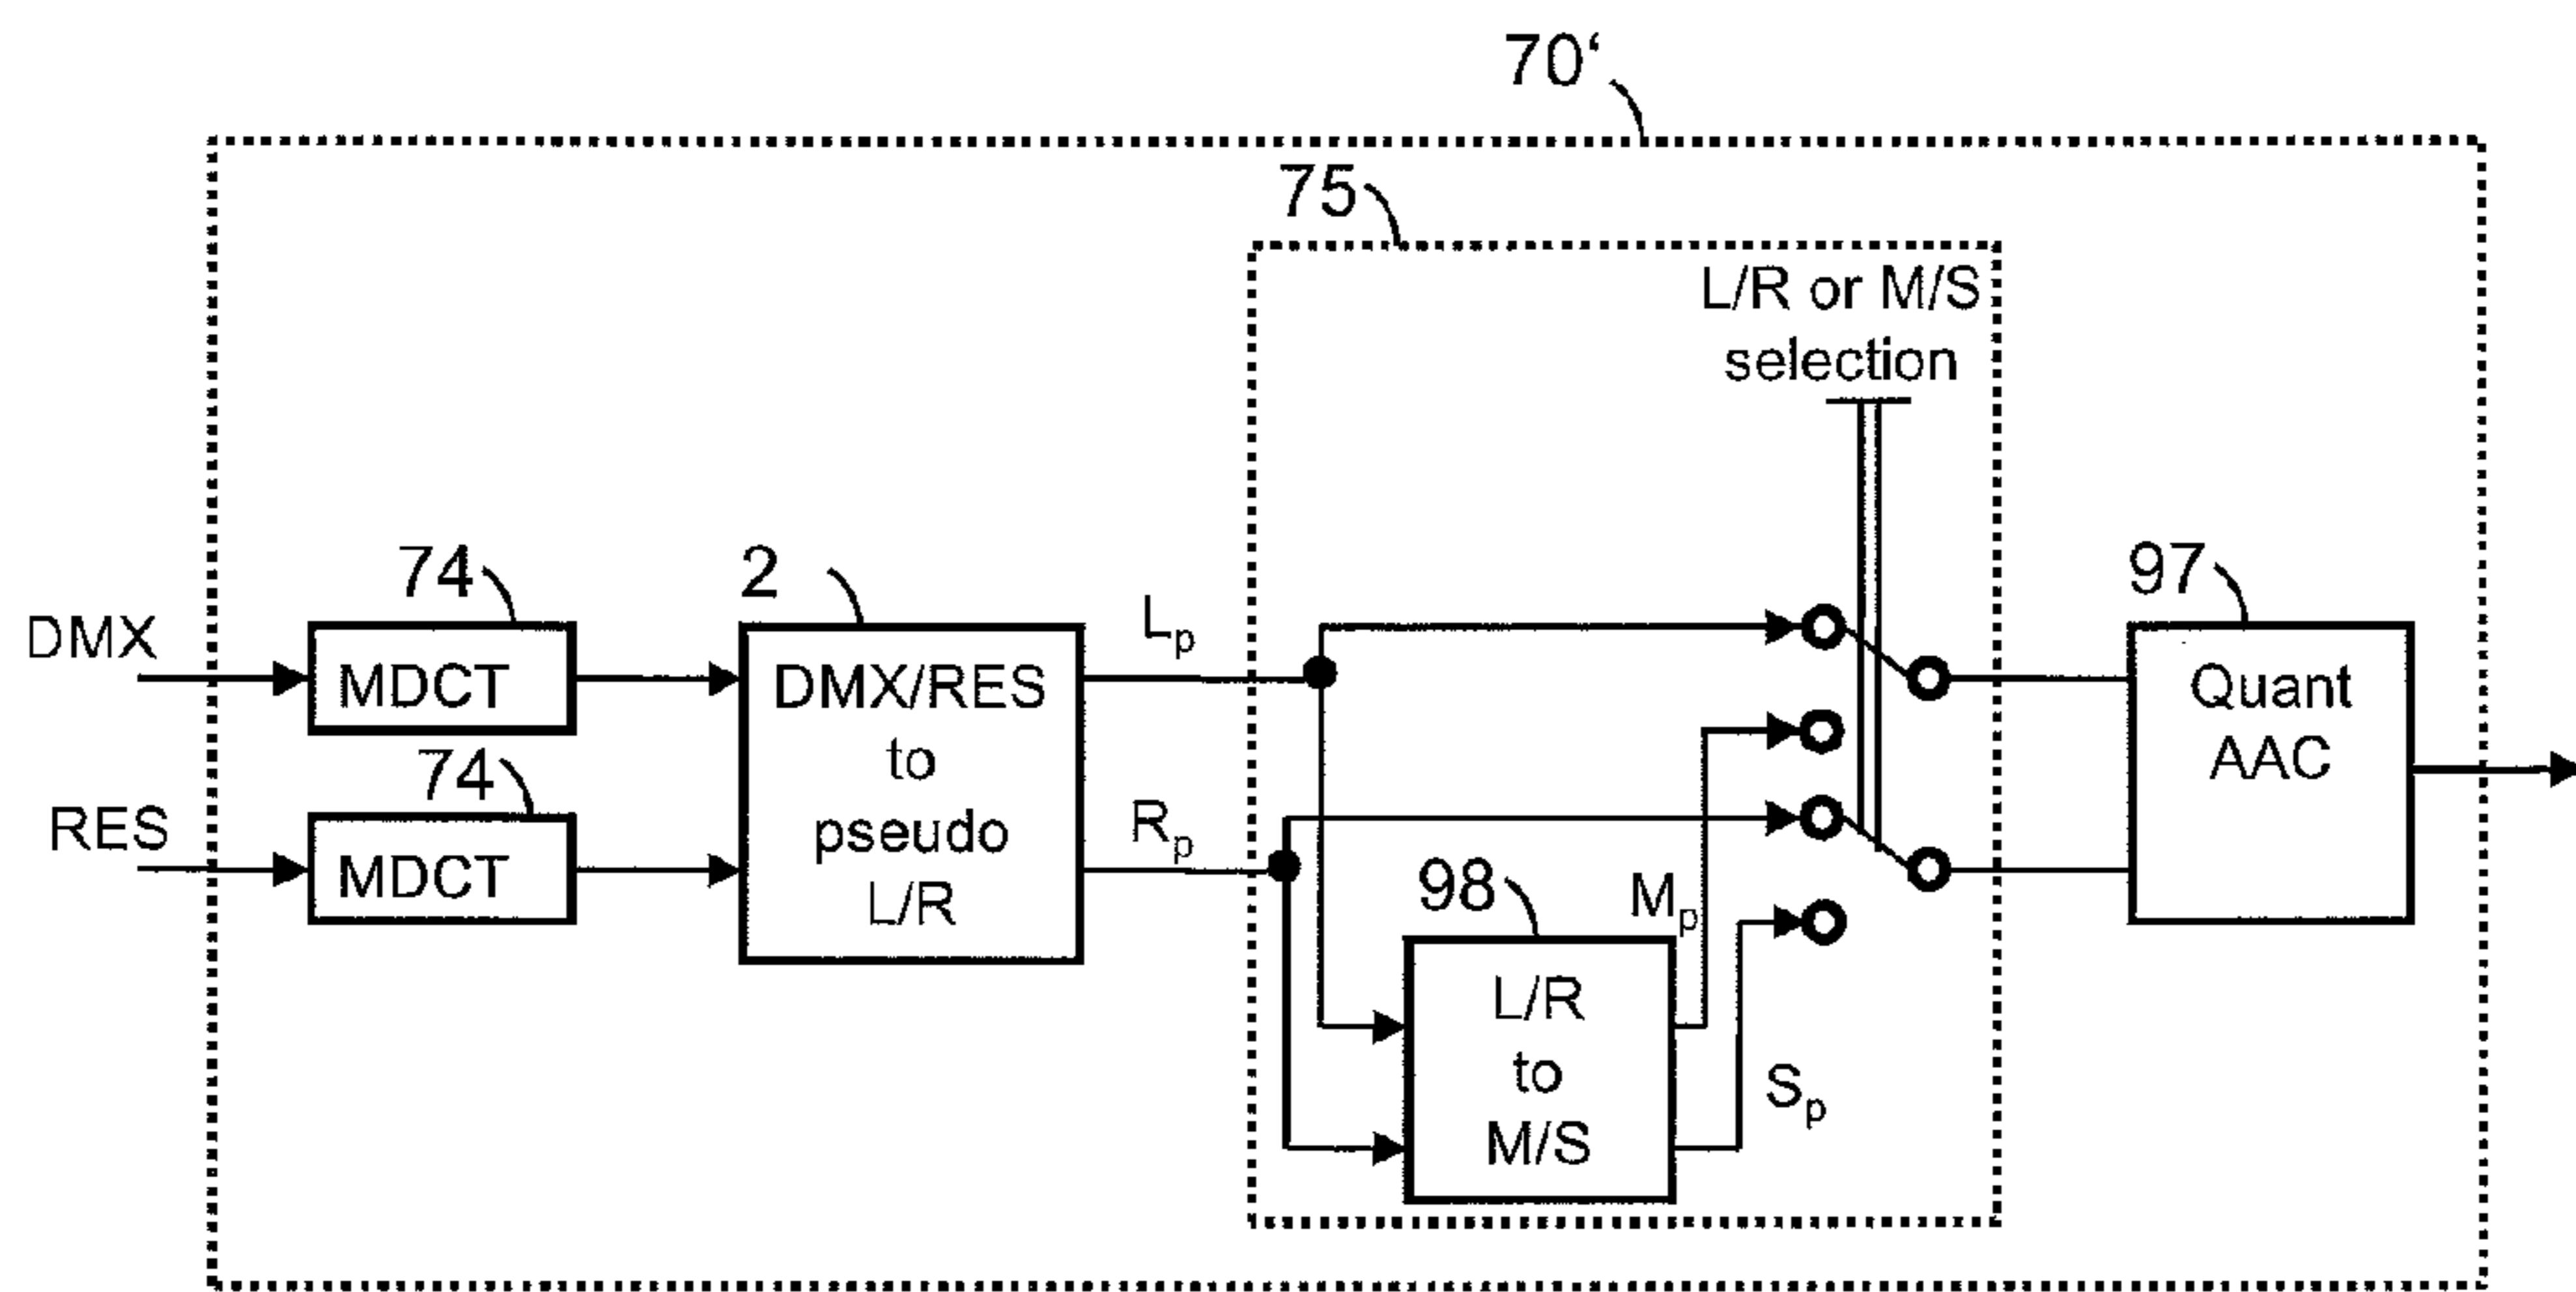 70‘
75
L/R or M/S
selection
74
2
97
DMX
MDCT
DMX/RES
to
pseudo
L/R
Lp
Quant
AAC
74
RES
MDCT
Rp
98
Mp
L/R
to
M/S
Sp